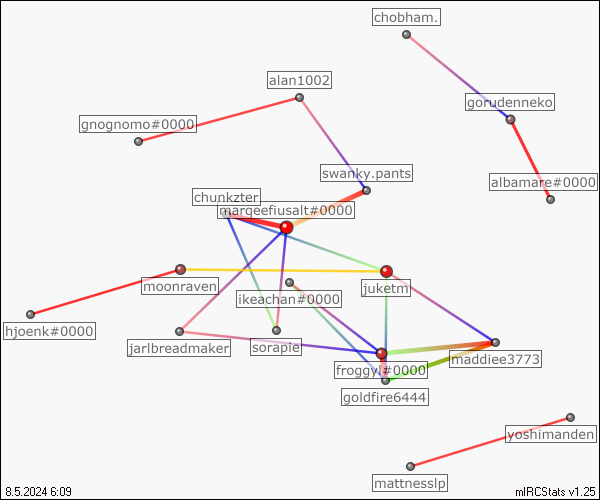 chobham.
alan1002
gorudenneko
gnognomo#0000
swanky.pants
albamare#0000
chunkzter
marqeefiusalt#0000
moonraven
juketm
ikeachan#0000
hjoenk#0000
jarlbreadmaker
sorapie
maddiee3773
froggyl#0000
goldfire6444
yoshimanden
mattnesslp
8.5.2024 6:09
mIRCStats v1.25